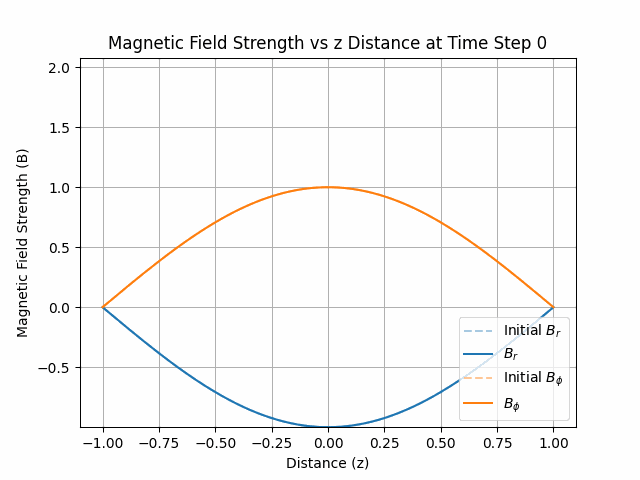 Magnetic Field Strength vs z Distance at Time Step 0
2.0
1.5
1.0
0.5
0.0
−0.5
Magnetic Field Strength (B)
Initial Bᵣ
Bᵣ
Initial B_ϕ
B_ϕ
−1.00 −0.75 −0.50 −0.25 0.00 0.25 0.50 0.75 1.00
Distance (z)